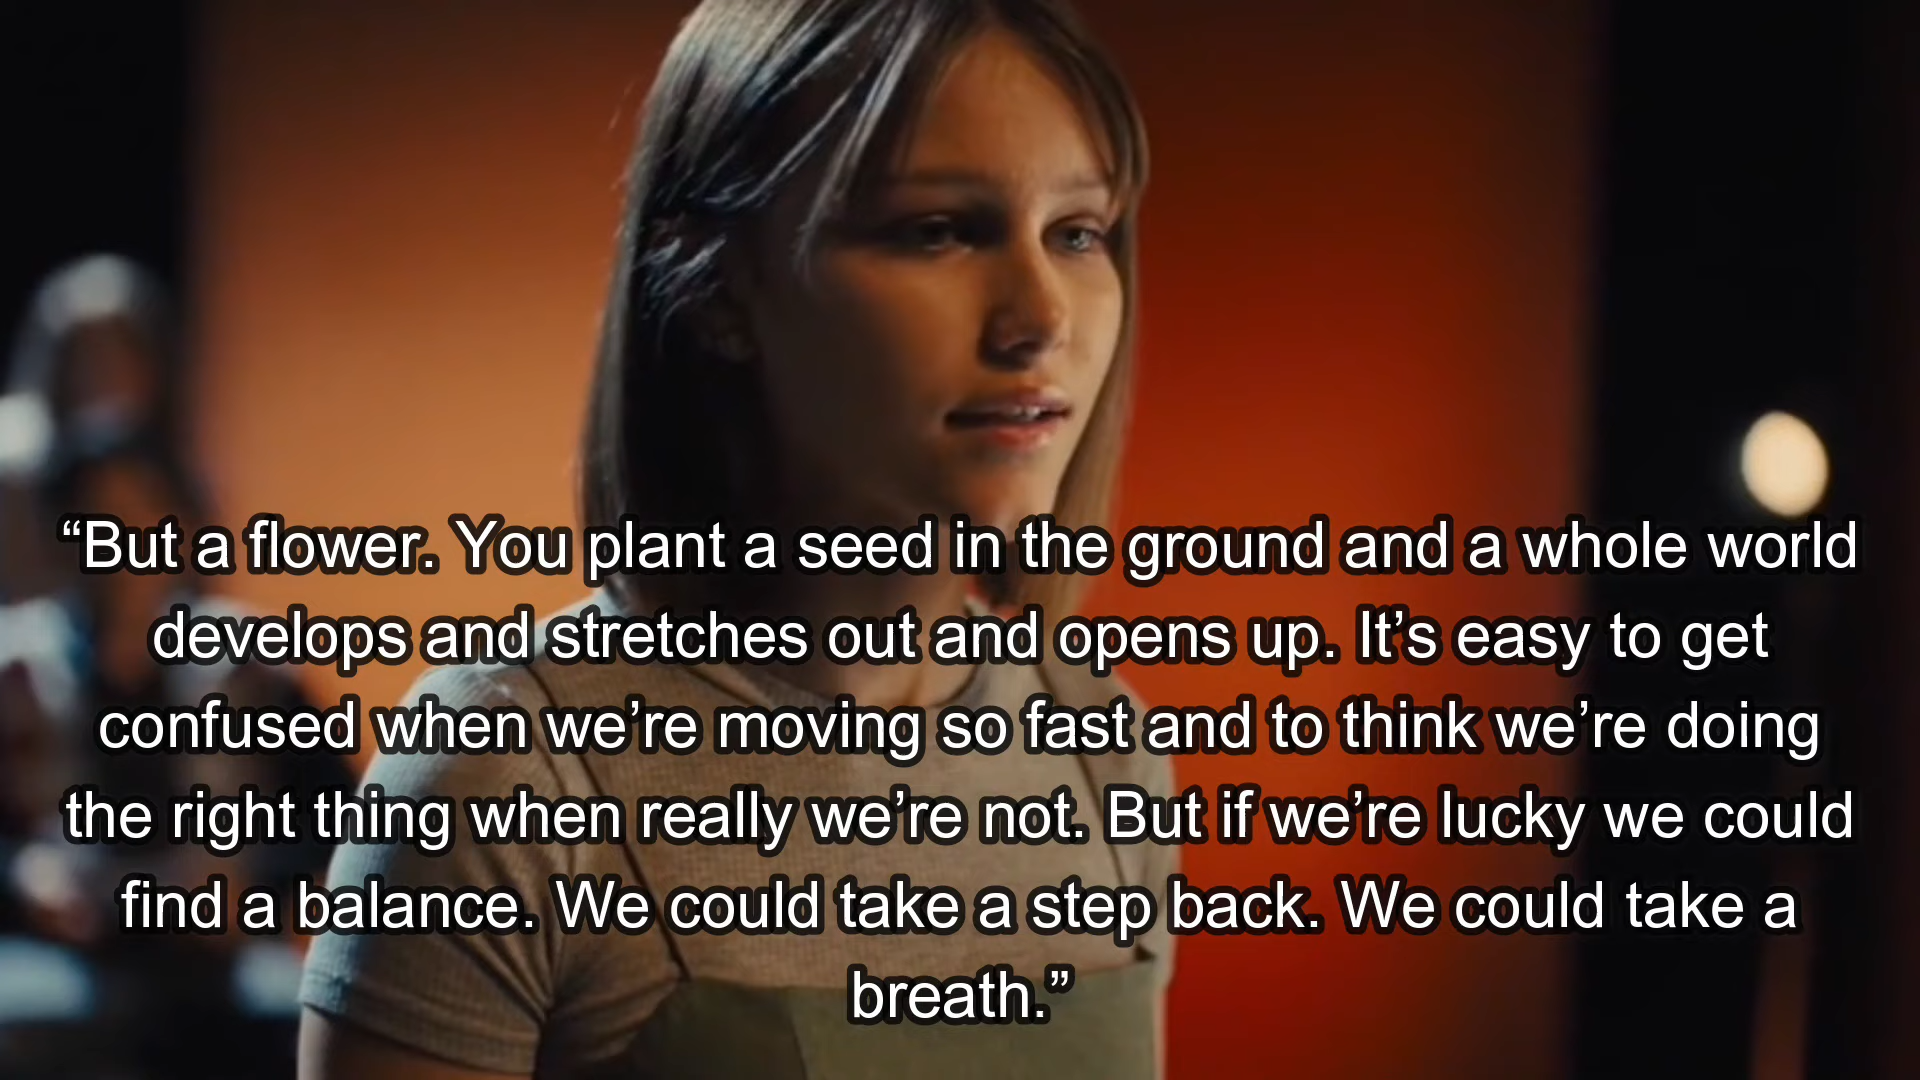 “But a flower. You plant a seed in the ground and a whole world
develops and stretches out and opens up. It’s easy to get
confused when we’re moving so fast and to think we’re doing
the right thing when really we’re not. But if we’re lucky we could
find a balance. We could take a step back. We could take a
breath.”